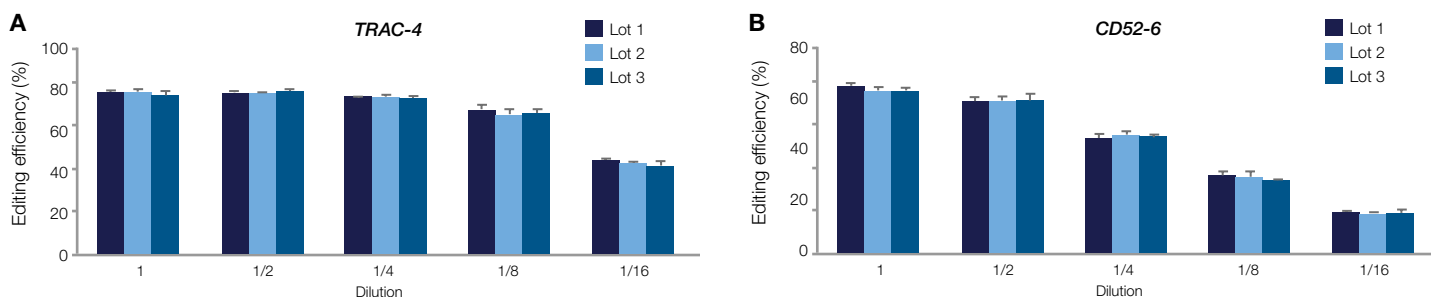 A
TRAC-4
Lot 1
Lot 2
Lot 3
Editing efficiency (%)
100
80
60
40
20
0
1
1/2
1/4
1/8
1/16
Dilution
B
CD52-6
Lot 1
Lot 2
Lot 3
Editing efficiency (%)
80
60
40
20
0
1
1/2
1/4
1/8
1/16
Dilution